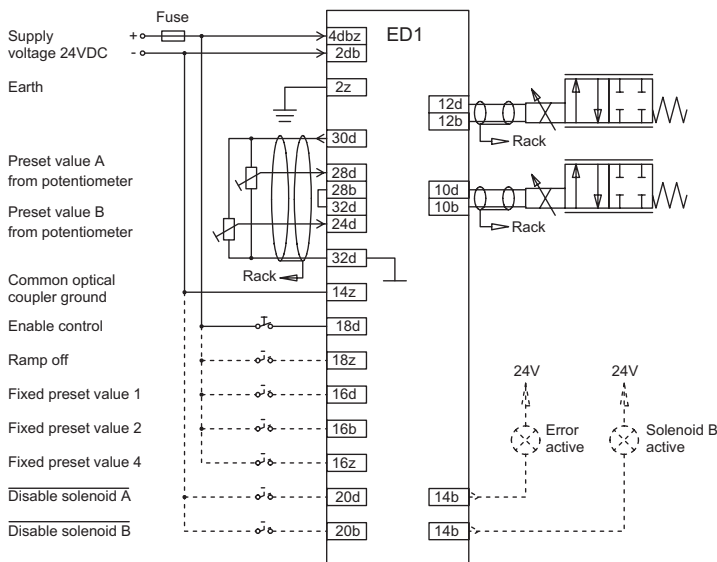 Fuse
Supply
voltage 24VDC
+
-
4dbz
2db
ED1
Earth
2z
12d
12b
Rack
30d
Preset value A
from potentiometer
28d
28b
32d
24d
10d
10b
Rack
Preset value B
from potentiometer
32d
Rack
Common optical
coupler ground
14z
Enable control
18d
Ramp off
18z
24V
24V
Fixed preset value 1
16d
Fixed preset value 2
16b
Error
active
Solenoid B
active
Fixed preset value 4
16z
Disable solenoid A
20d
14b
Disable solenoid B
20b
14b